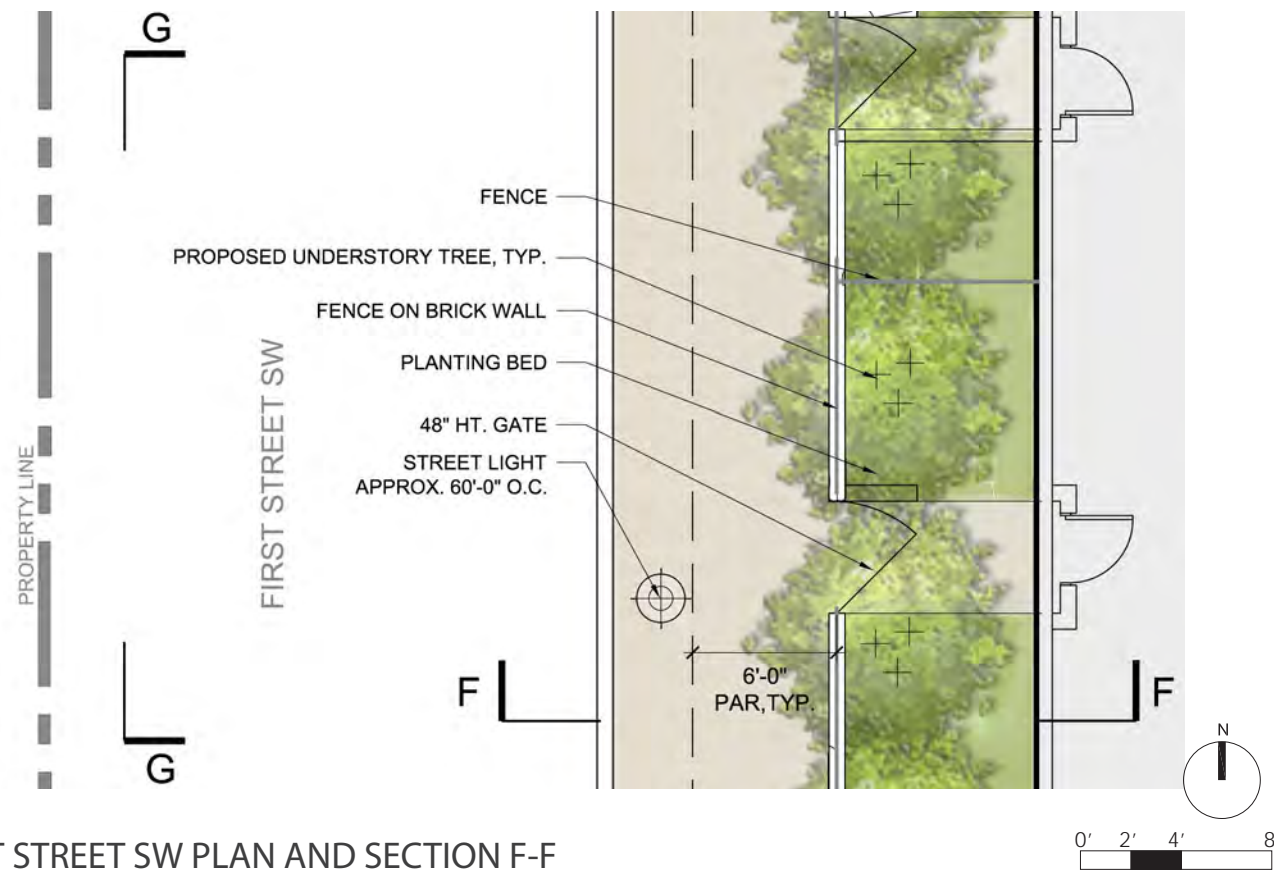 G
FENCE
PROPOSED UNDERSTORY TREE, TYP.
FENCE ON BRICK WALL
PLANTING BED
48" HT. GATE
STREET LIGHT
APPROX. 60'-0" O.C.
PROPERTY LINE
FIRST STREET SW
6'-0"
PAR,TYP.
F
F
G
N
T STREET SW PLAN AND SECTION F-F
0' 2' 4' 8